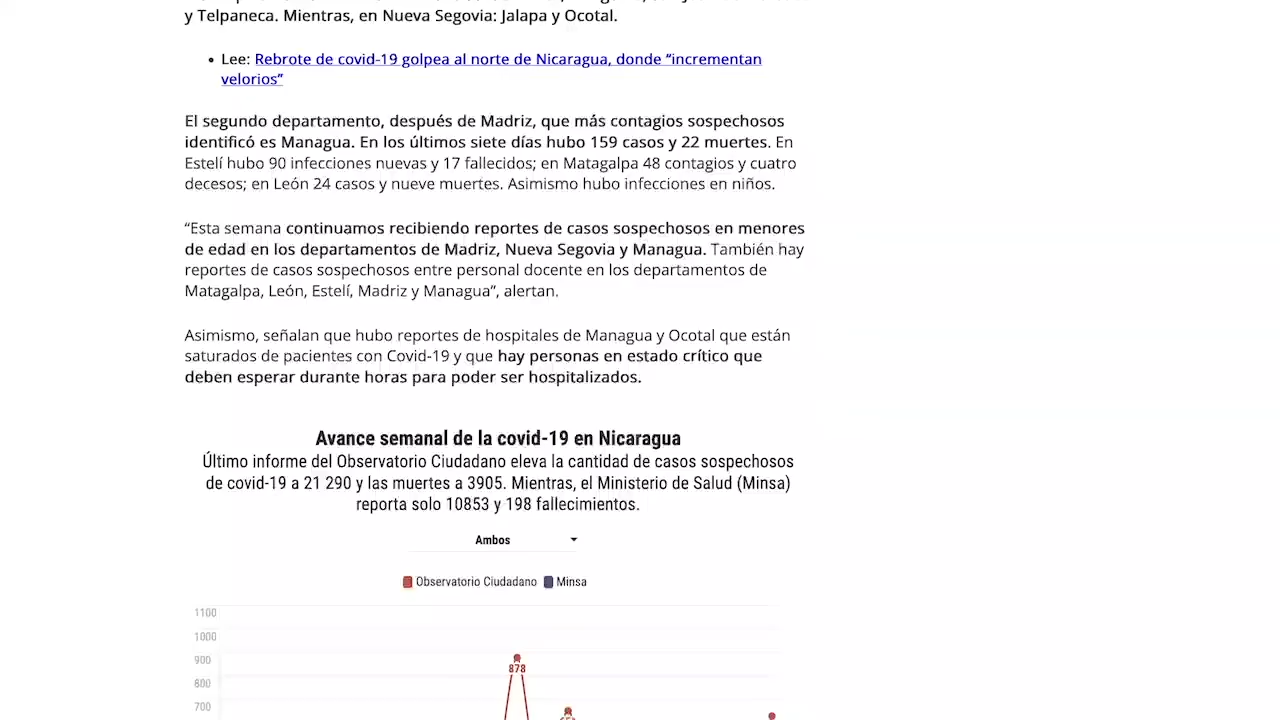 y Telpaneca. Mientras, en Nueva Segovia: Jalapa y Ocotal.
• Lee: Rebrote de covid-19 golpea al norte de Nicaragua, donde “incrementan
velorios”
El segundo departamento, después de Madriz, que más contagios sospechosos
identificó es Managua. En los últimos siete días hubo 159 casos y 22 muertes. En
Estelí hubo 90 infecciones nuevas y 17 fallecidos; en Matagalpa 48 contagios y cuatro
decesos; en León 24 casos y nueve muertes. Asimismo hubo infecciones en niños.
“Esta semana continuamos recibiendo reportes de casos sospechosos en menores
de edad en los departamentos de Madriz, Nueva Segovia y Managua. También hay
reportes de casos sospechosos entre personal docente en los departamentos de
Matagalpa, León, Estelí, Madriz y Managua”, alertan.
Asimismo, señalan que hubo reportes de hospitales de Managua y Ocotal que están
saturados de pacientes con Covid-19 y que hay personas en estado crítico que
deben esperar durante horas para poder ser hospitalizados.
Avance semanal de la covid-19 en Nicaragua
Último informe del Observatorio Ciudadano eleva la cantidad de casos sospechosos
de covid-19 a 21 290 y las muertes a 3905. Mientras, el Ministerio de Salud (Minsa)
reporta solo 10853 y 198 fallecimientos.
Ambos
Observatorio Ciudadano Minsa
1100
1000
900
878
800
700